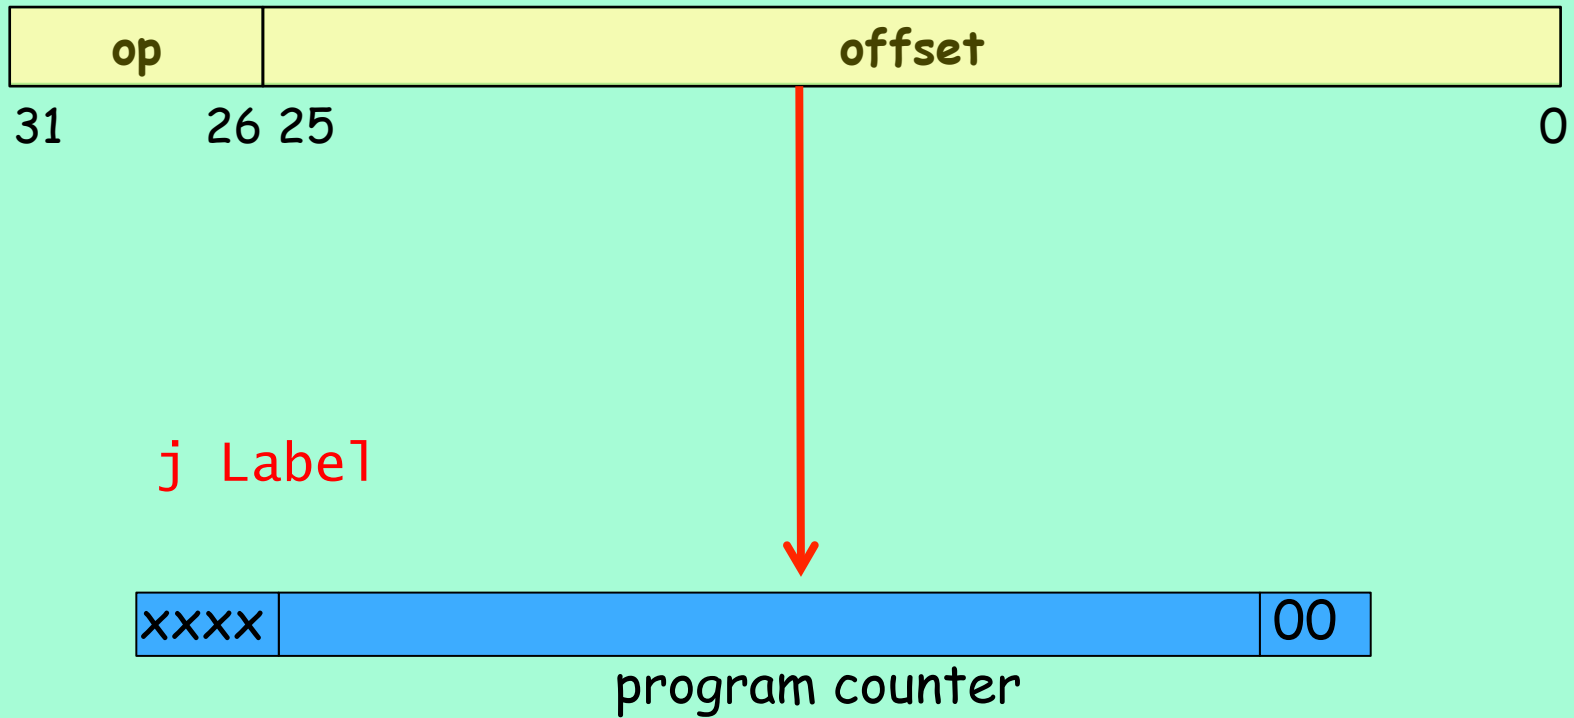 op offset
31 26 25 0
j Label
xxxx 00
program counter